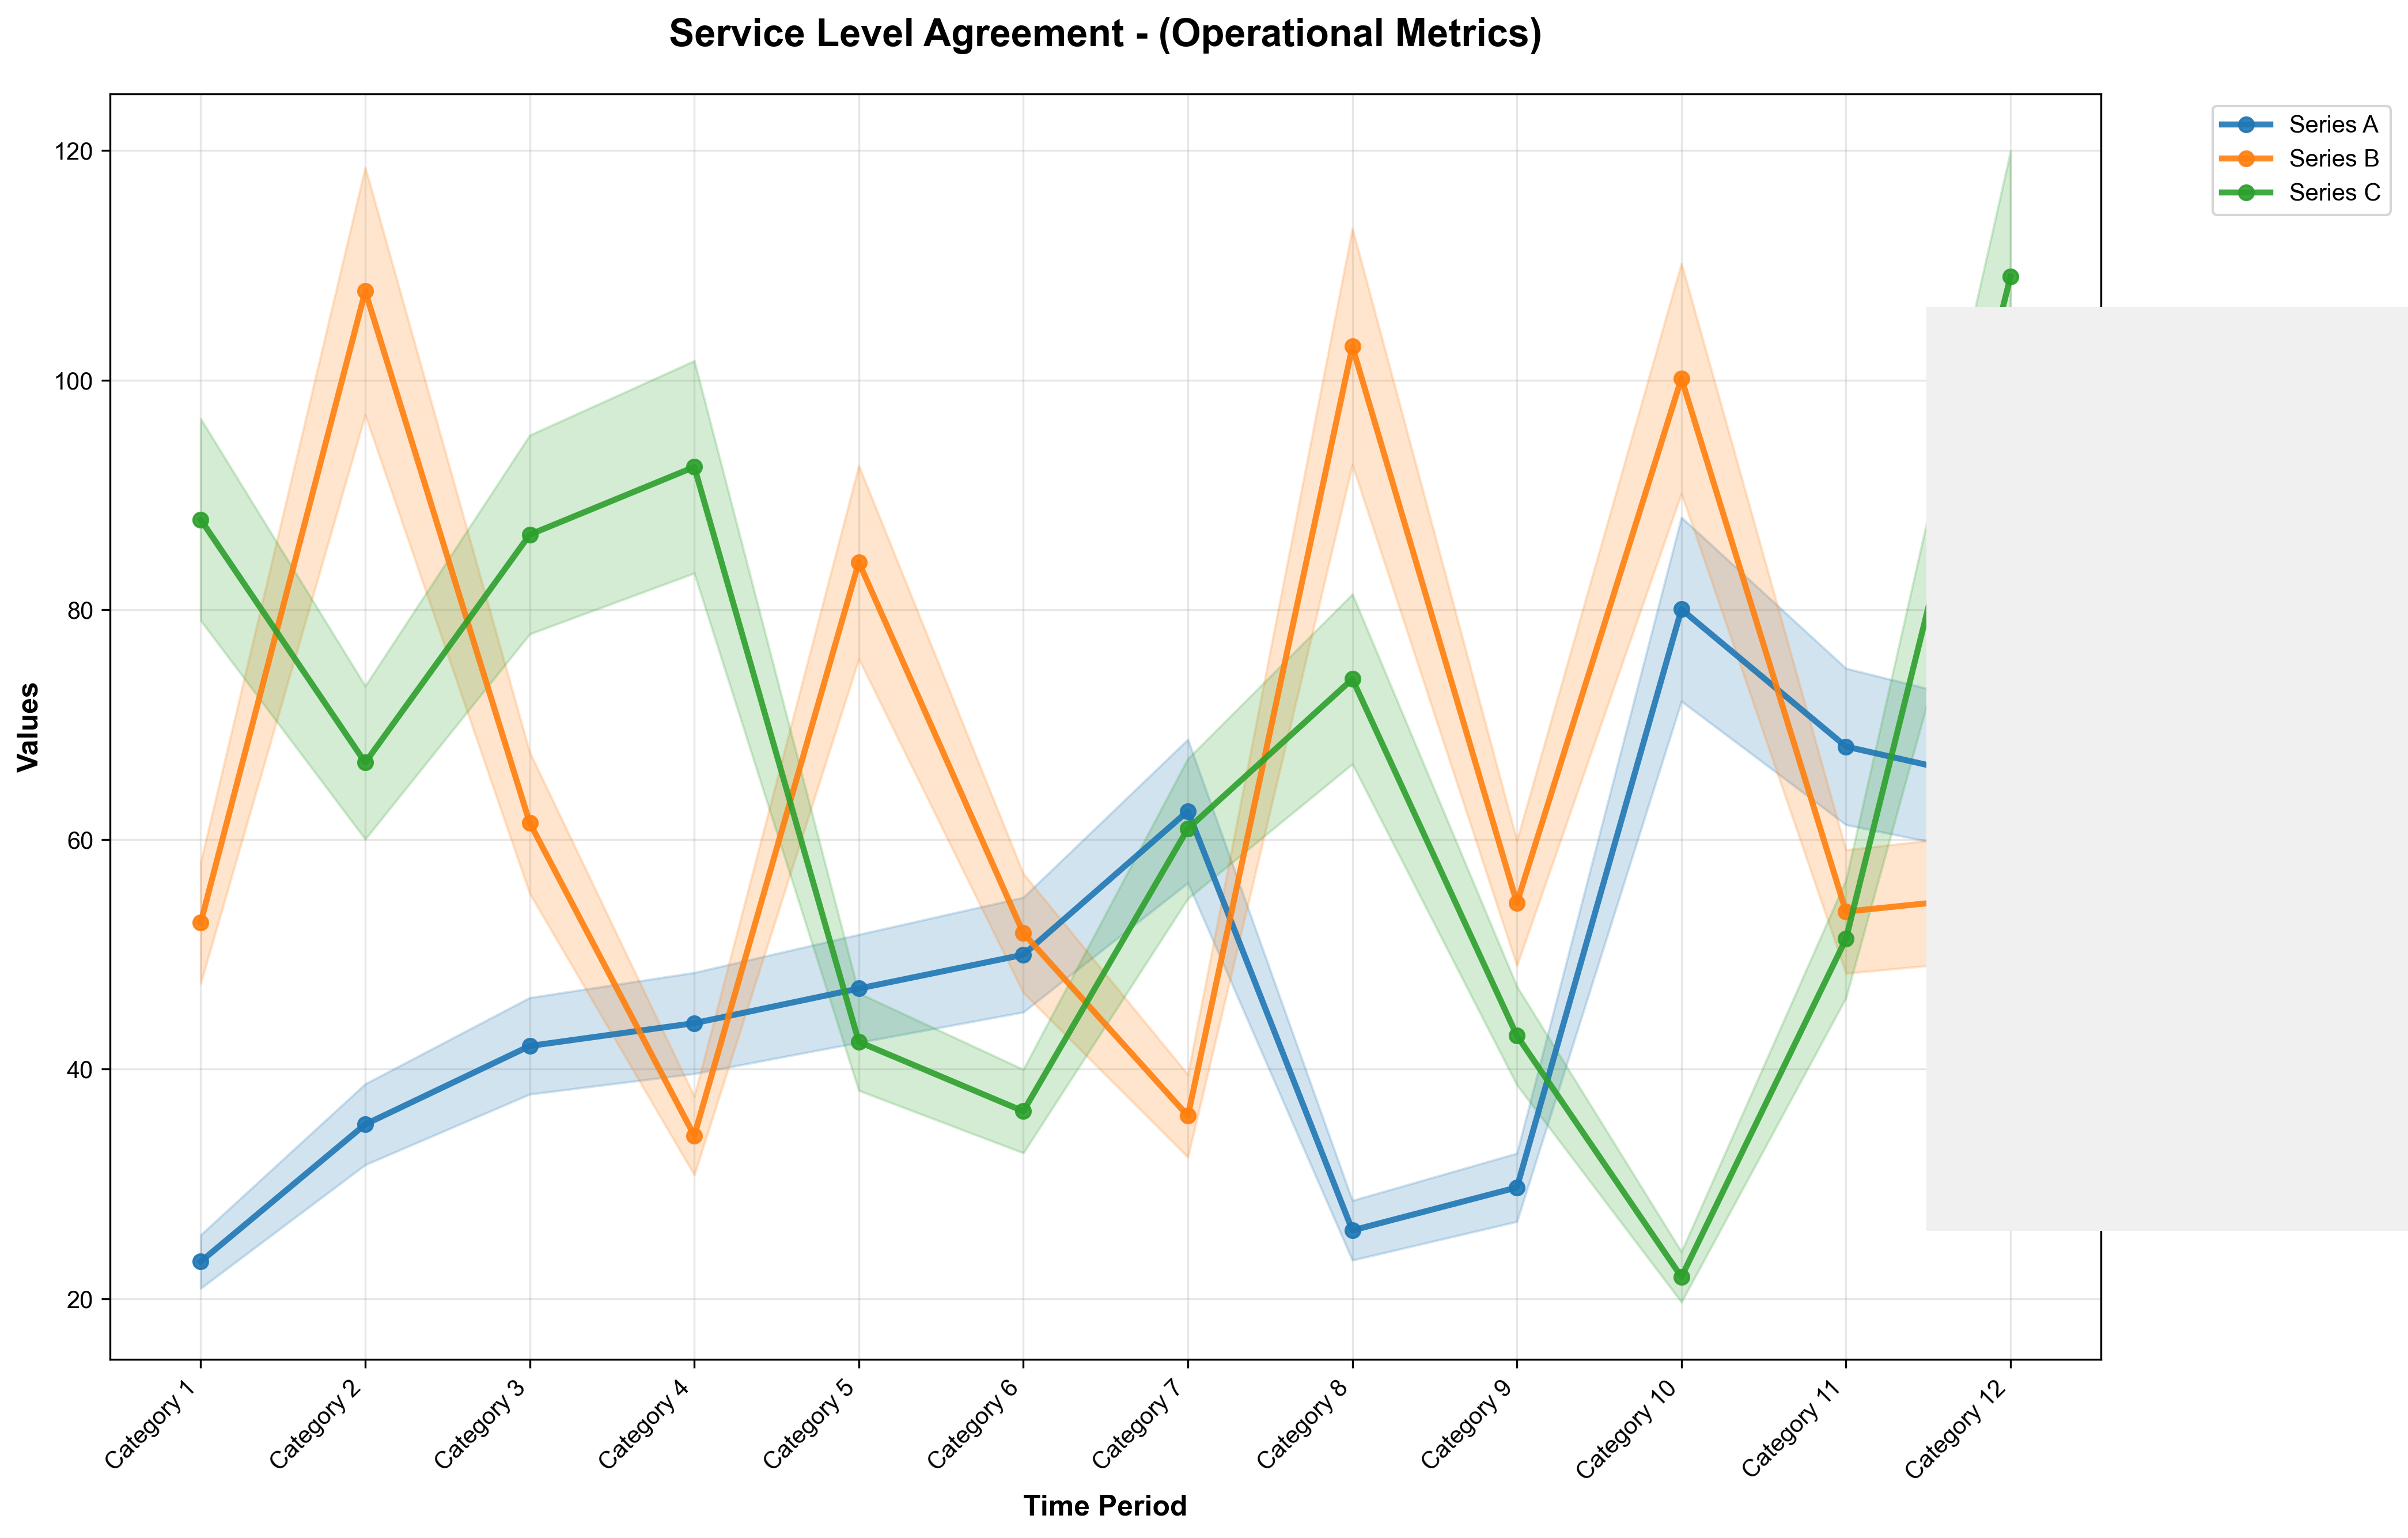 Service Level Agreement - (Operational Metrics)
Series A
Series B
Series C
Values
120
100
80
60
40
20
Category 1
Category 2
Category 3
Category 4
Category 5
Category 6
Category 7
Category 8
Category 9
Category 10
Category 11
Category 12
Time Period